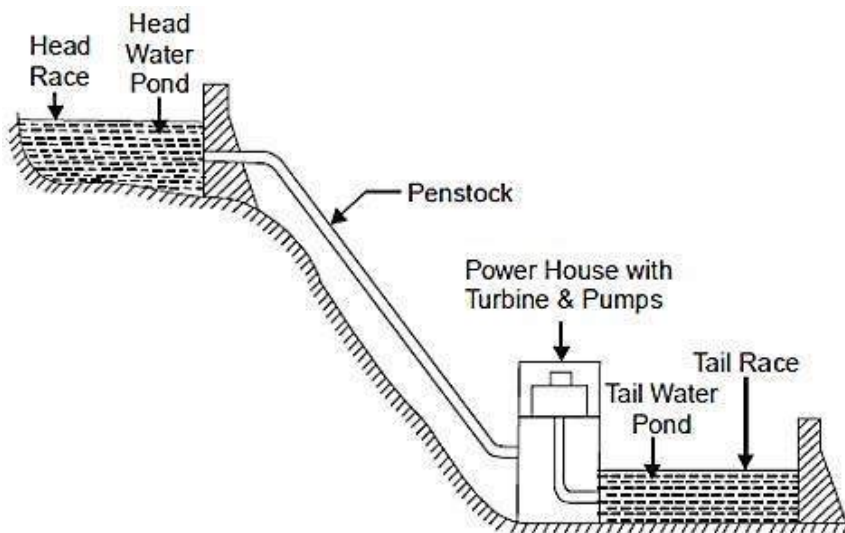 Head
Race
Head
Water
Pond
Penstock
Power House with
Turbine & Pumps
Tail Race
Tail Water
Pond